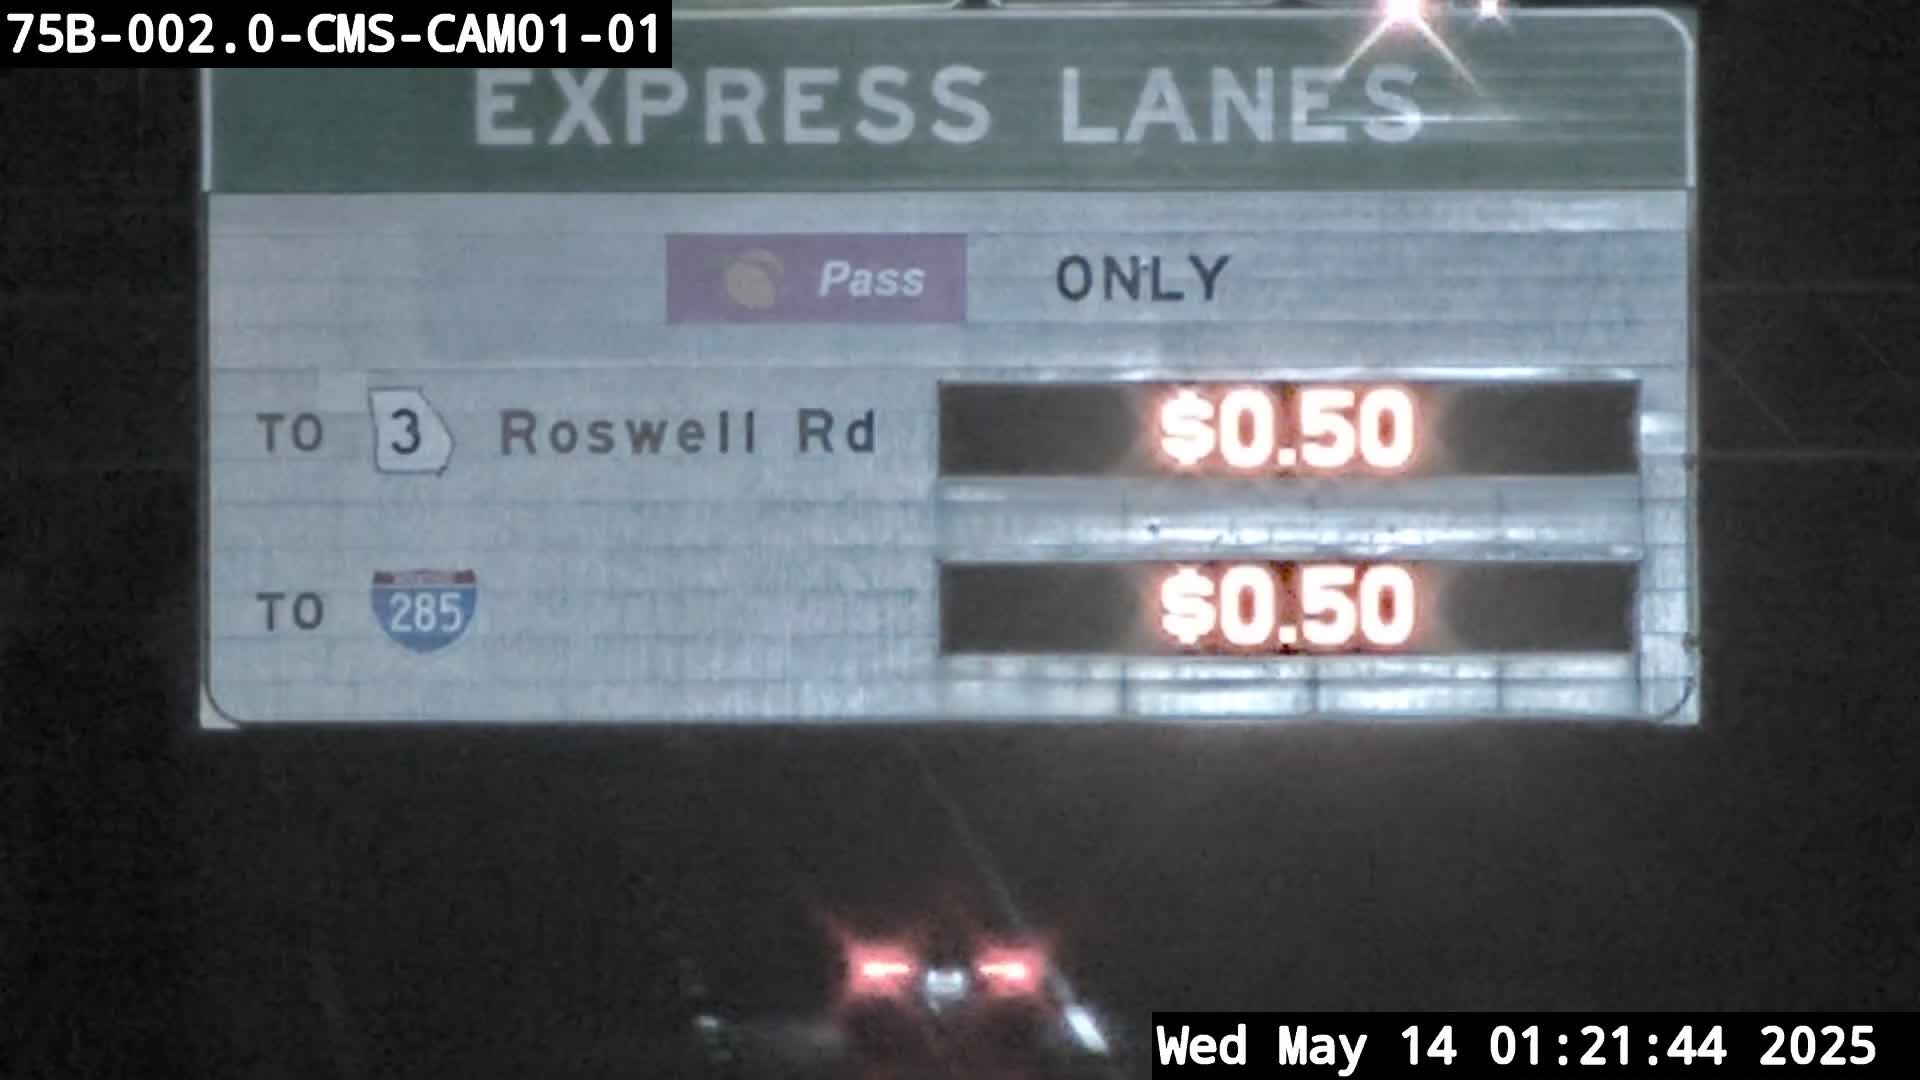 75B-002.0-CMS-CAM01-01
EXPRESS LANES
Pass ONLY
TO 3 Roswell Rd $0.50
TO 285 $0.50
Wed May 14 01:21:44 2025